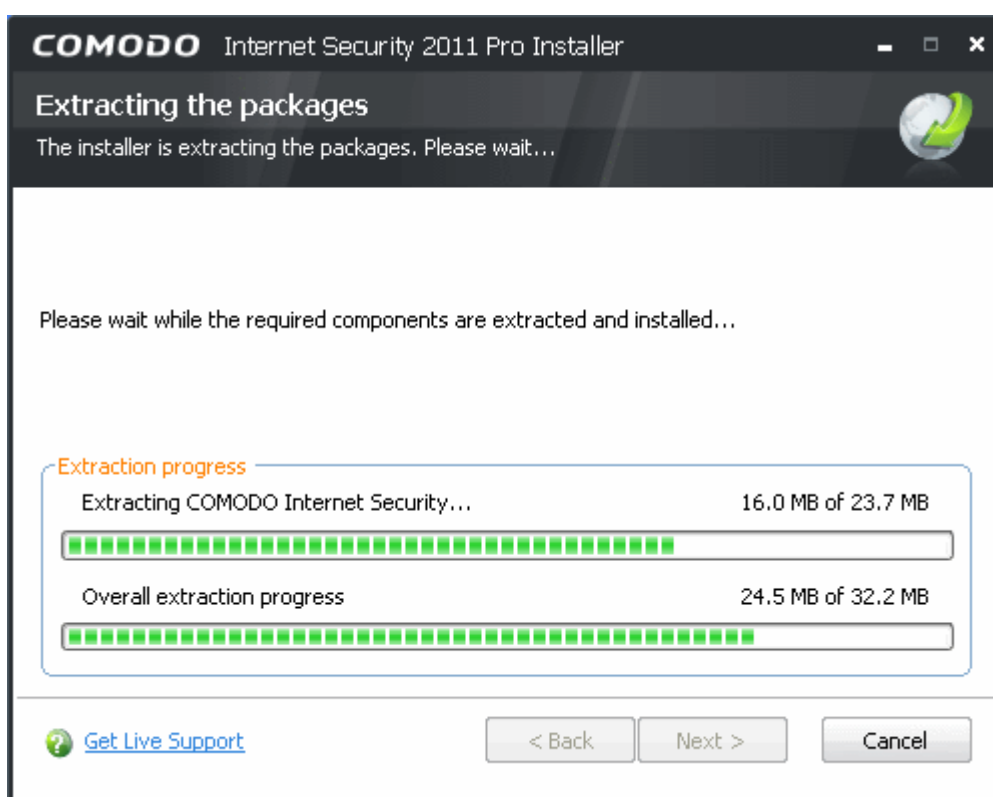 COMODO Internet Security 2011 Pro Installer
Extracting the packages
The installer is extracting the packages. Please wait...
Please wait while the required components are extracted and installed...
Extraction progress
Extracting COMODO Internet Security... 16.0 MB of 23.7 MB
Overall extraction progress 24.5 MB of 32.2 MB
Get Live Support < Back Next > Cancel